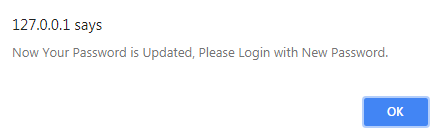 127.0.0.1 says
Now Your Password is Updated, Please Login with New Password.
OK